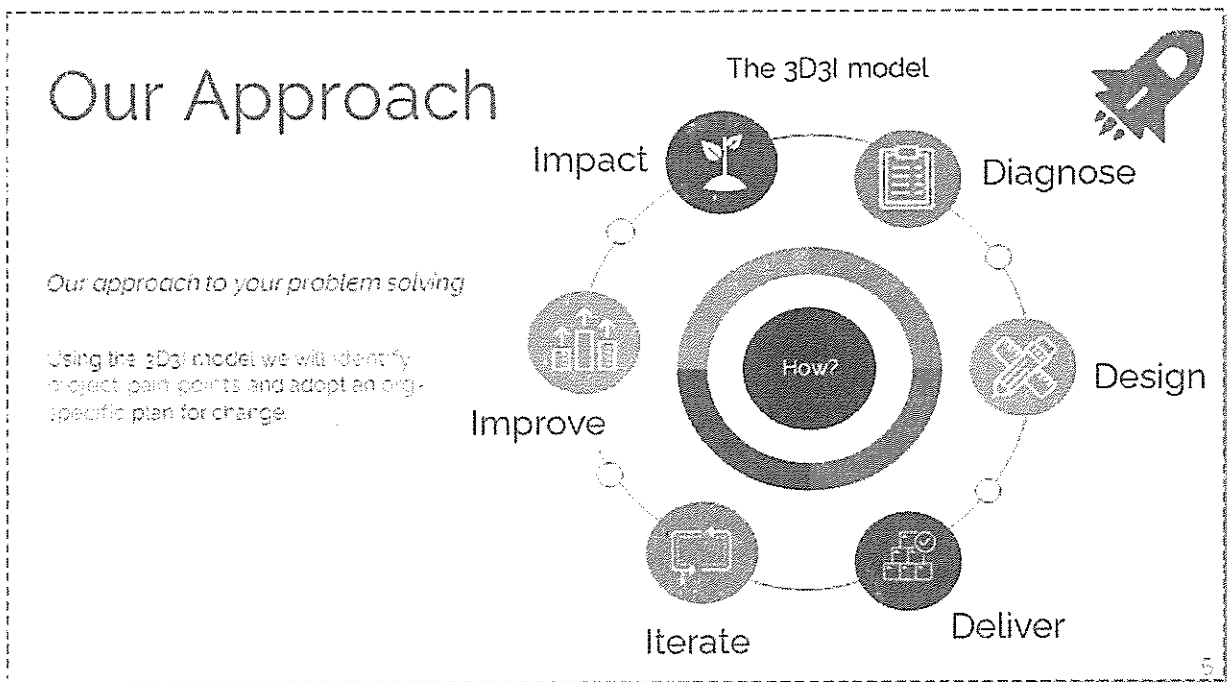 Our Approach
The 3D3I model
Impact
Diagnose
Our approach to your problem solving
Using the 3D3I model we will identify
project pain points and adopt an org-
specific plan for change.
How?
Design
Improve
Iterate
Deliver
5